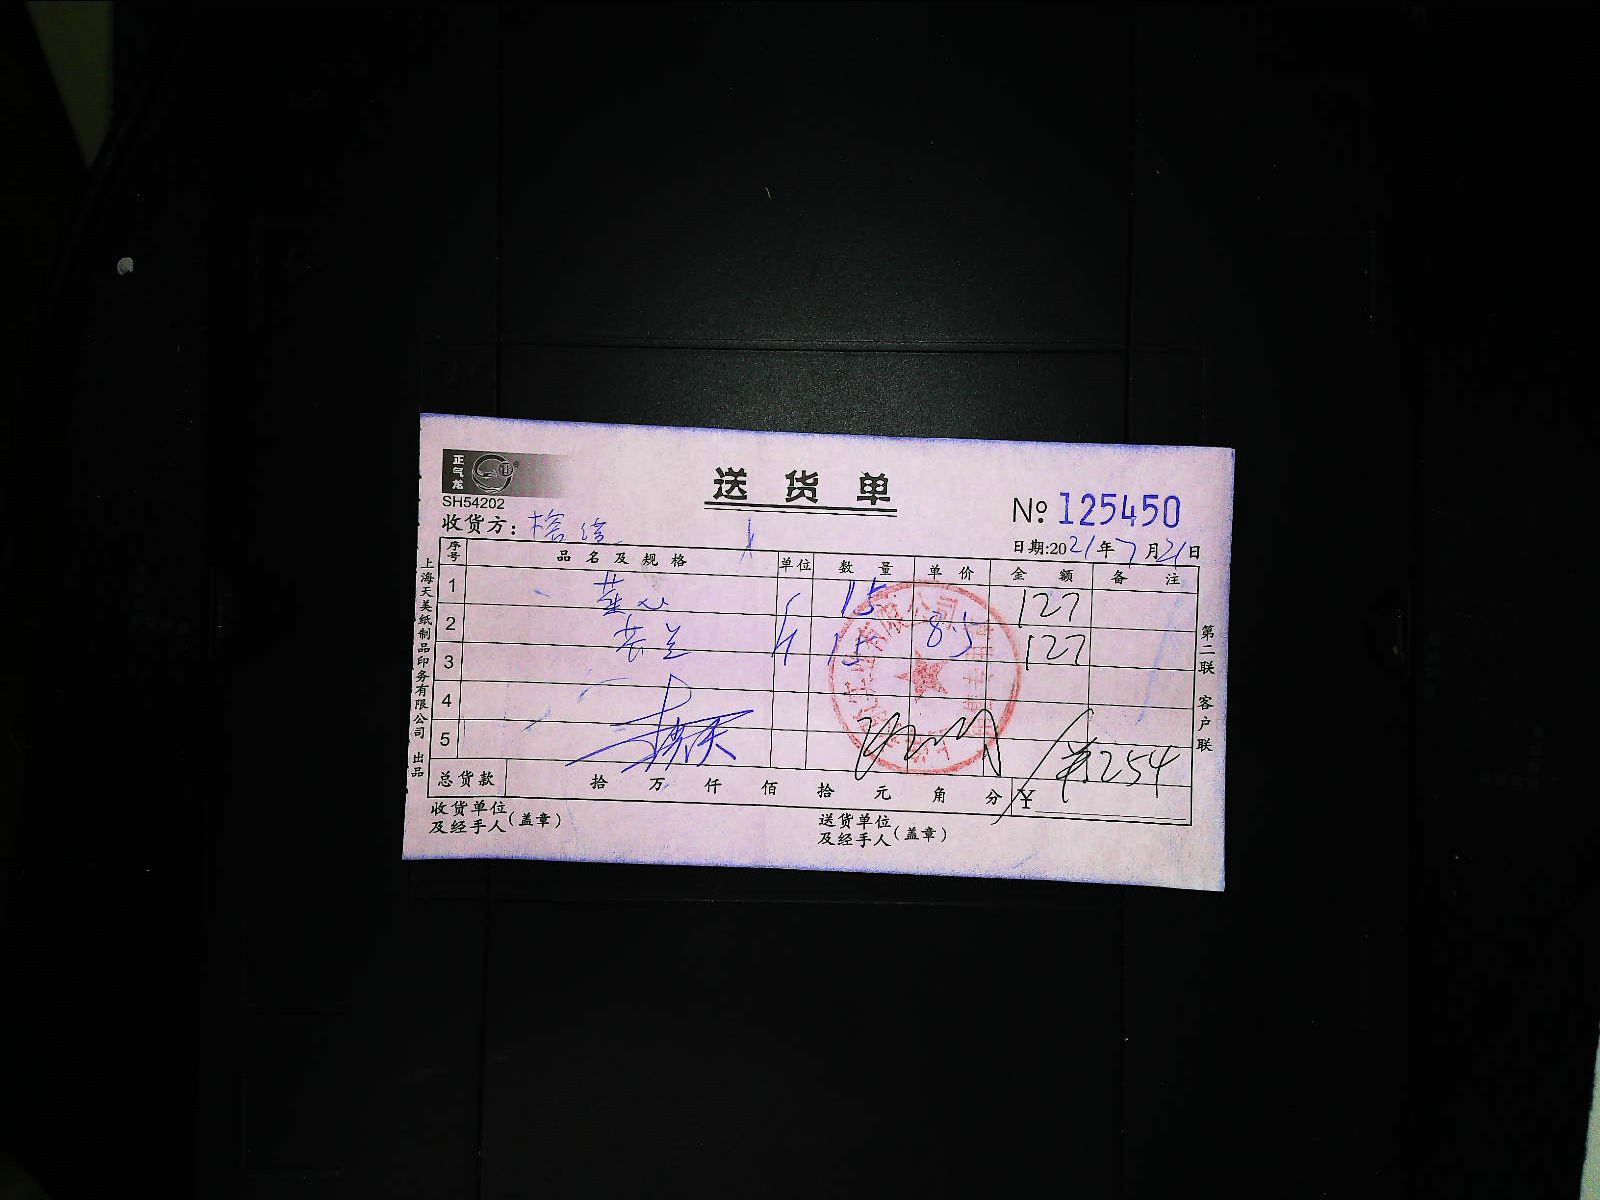 正气龙
SH54202
送货单
№ 125450
收货方：
日期:2021年7月21日
序号 品名及规格 单位 数量 单价 金额 备注
1 15 127
2 15 8.5 127
3
4
5 254
总货款 拾 万 仟 佰 拾 元 角 分 ¥
收货单位及经手人（盖章）
送货单位及经手人（盖章）
上海天美纸制品印务有限公司 出品
第二联 客户联